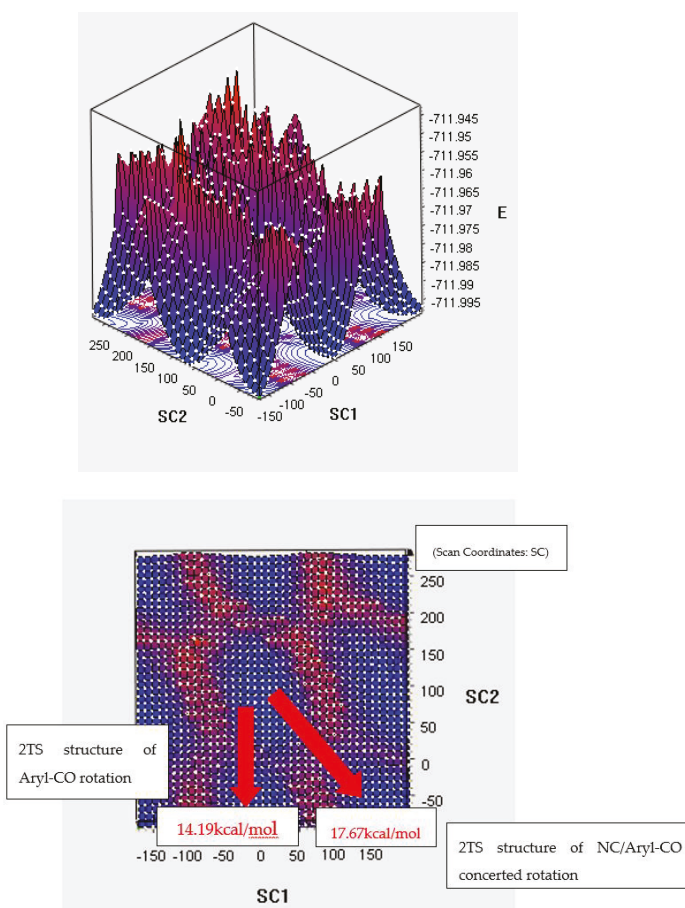 -711.945
-711.95
-711.955
-711.96
-711.965
-711.97
-711.975
-711.98
-711.985
-711.99
-711.995
E
250
200
150
100
50
0
-50
SC2
-150
-100
-50
0
50
100
150
SC1
(Scan Coordinates: SC)
250
200
150
100
50
0
-50
SC2
2TS structure of
Aryl-CO rotation
14.19kcal/mol
17.67kcal/mol
2TS structure of NC/Aryl-CO
concerted rotation
-150 -100 -50 0 50 100 150
SC1